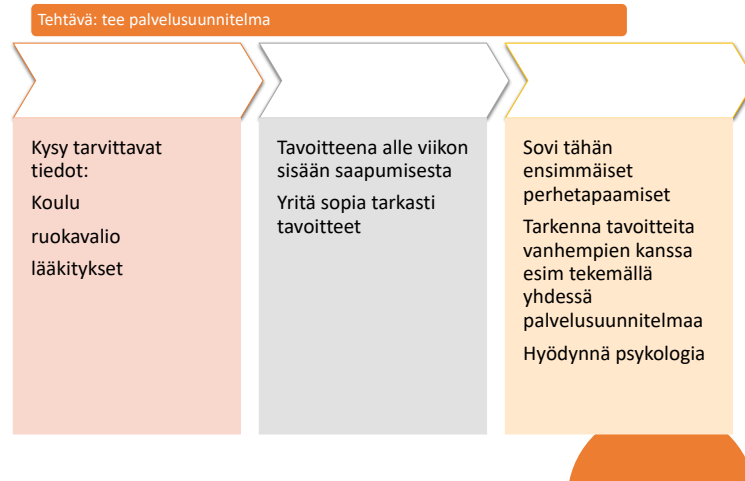 Tehtävä: tee palvelusuunnitelma
Kysy tarvittavat
tiedot:
Koulu
ruokavalio
lääkitykset
Tavoitteena alle viikon
sisään saapumisesta
Yritä sopia tarkasti
tavoitteet
Sovi tähän
ensimmäiset
perhetapaamiset
Tarkenna tavoitteita
vanhempien kanssa
esim tekemällä
yhdessä
palvelusuunnitelmaa
Hyödynnä psykologia